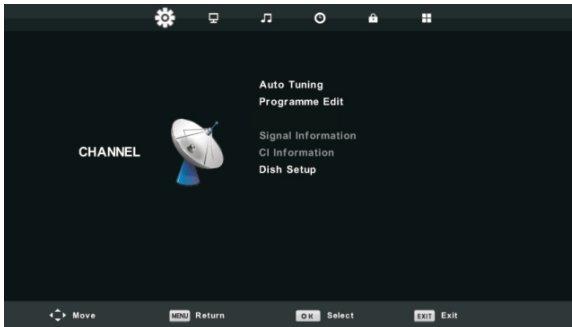 Auto Tuning
Programme Edit
Signal Information
CI Information
Dish Setup
CHANNEL
Move MENU Return OK Select EXIT Exit